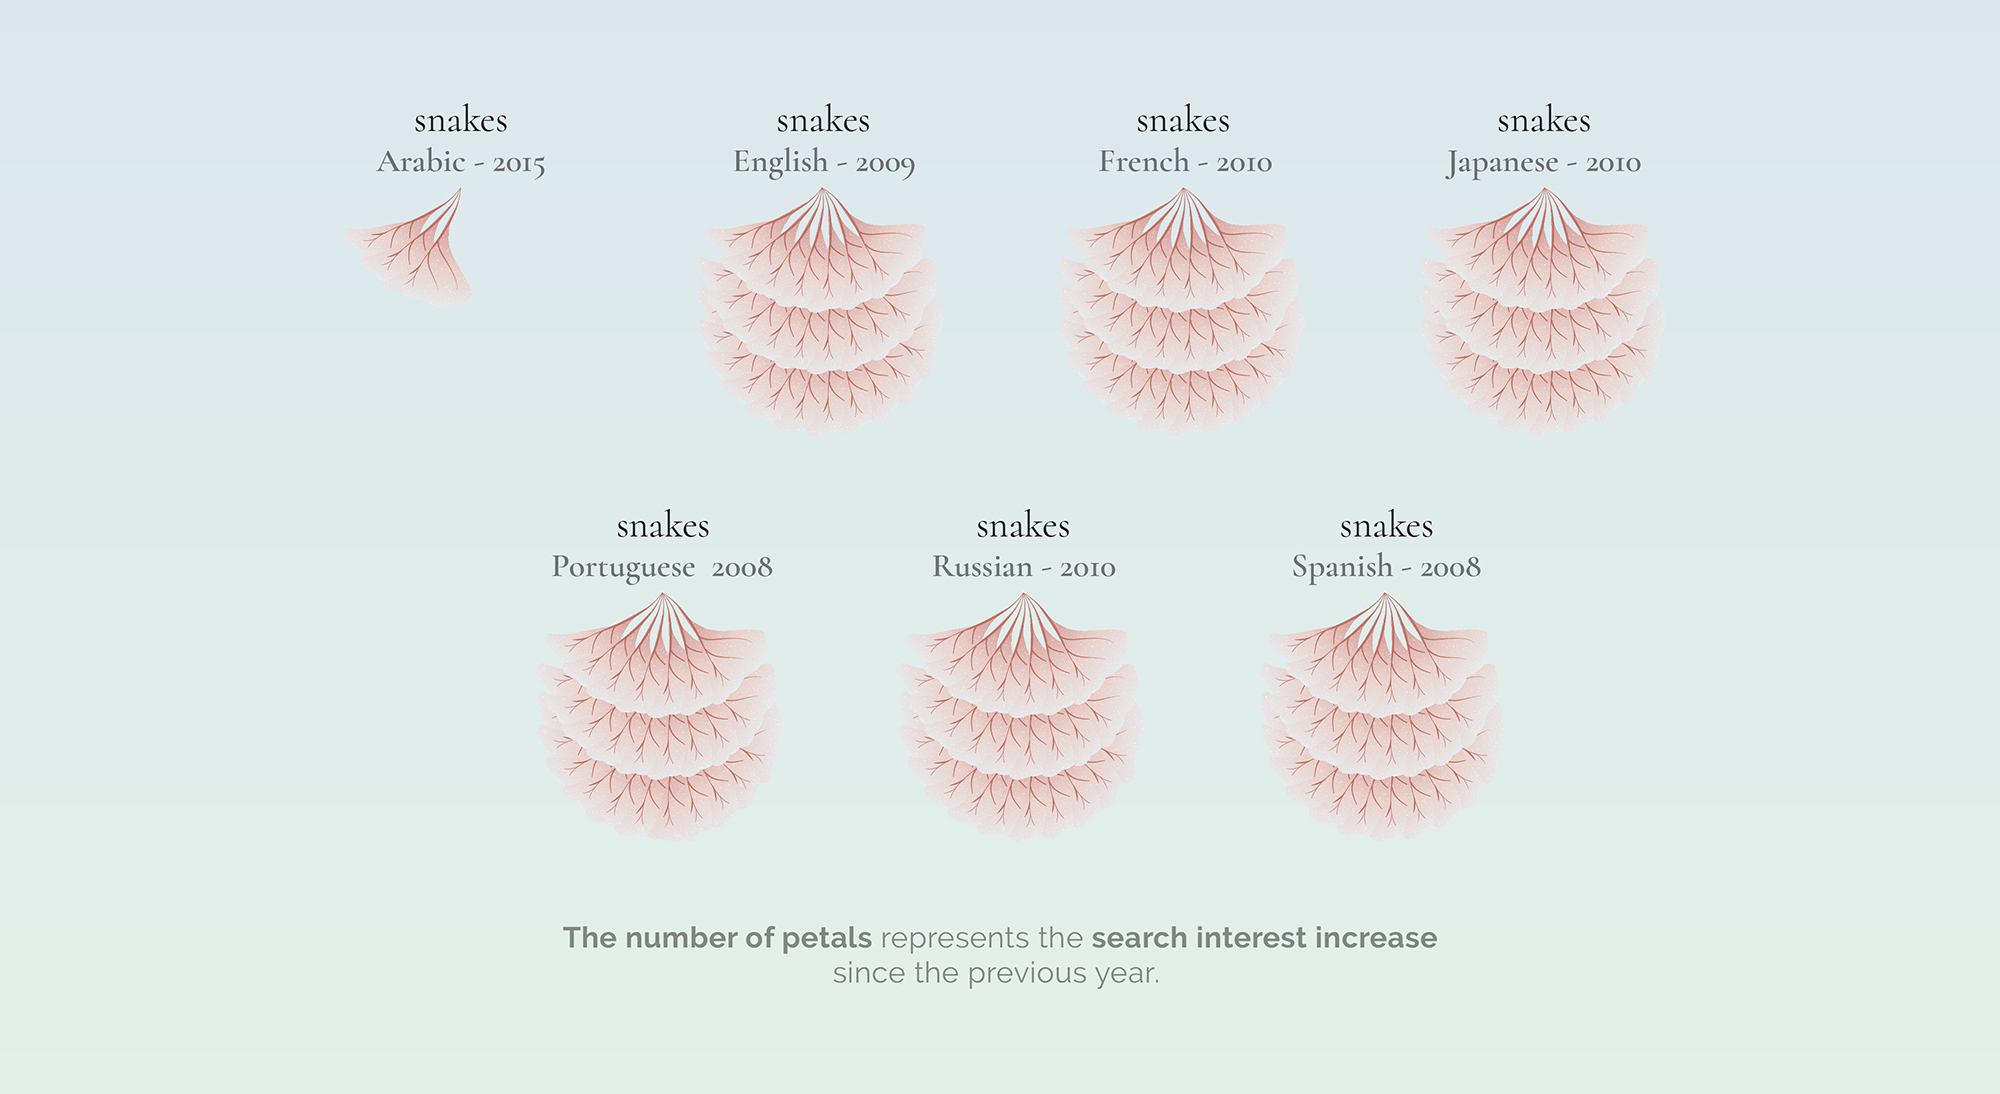 snakes
Arabic - 2015
snakes
English - 2009
snakes
French - 2010
snakes
Japanese - 2010
snakes
Portuguese 2008
snakes
Russian - 2010
snakes
Spanish - 2008
The number of petals represents the search interest increase
since the previous year.